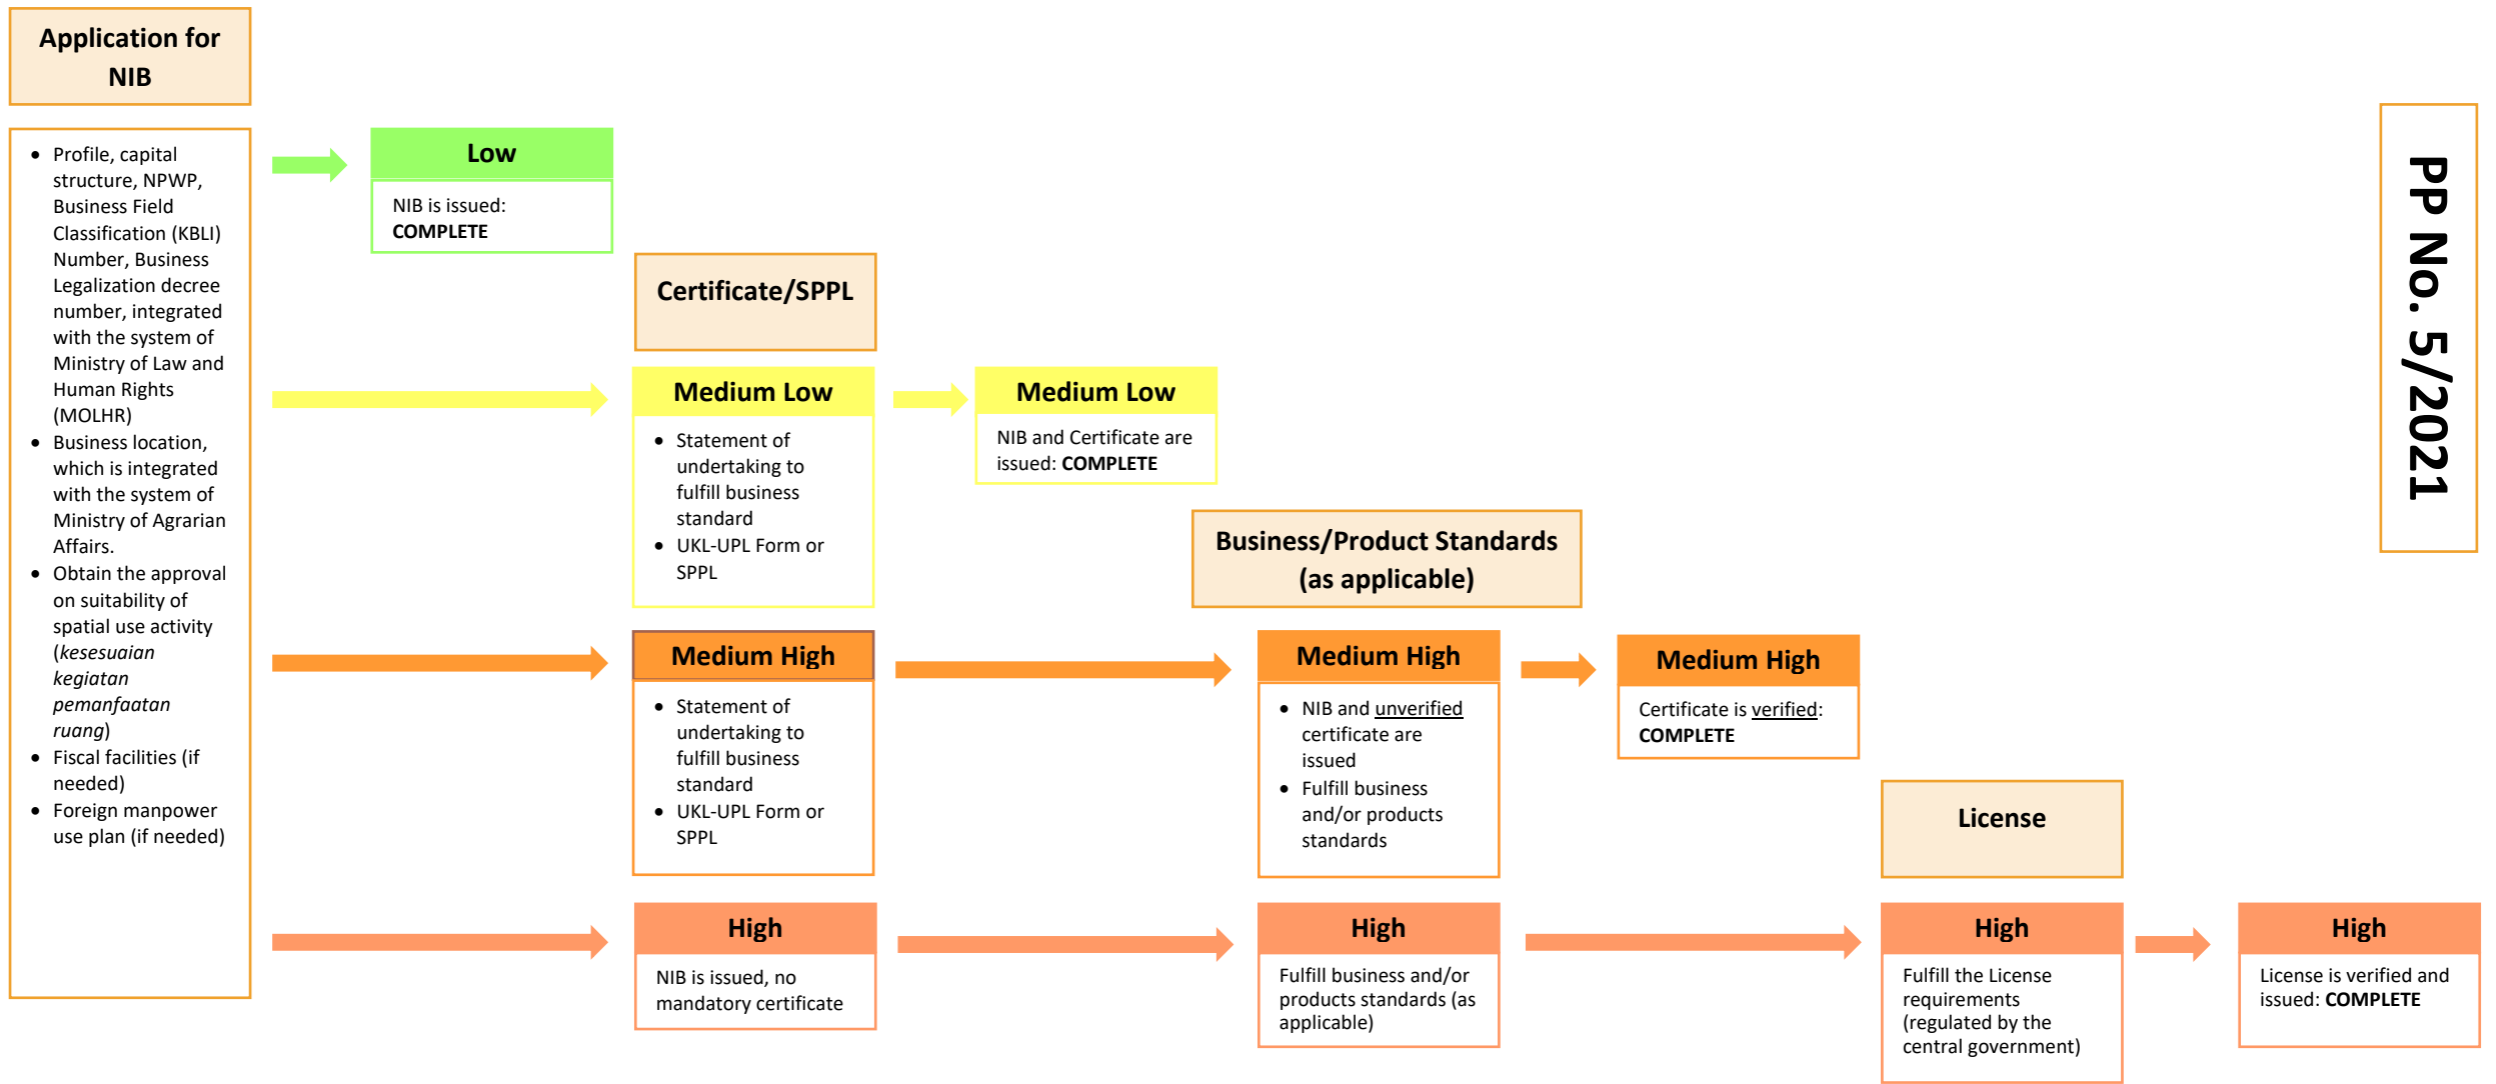 Application for
NIB
• Profile, capital
structure, NPWP,
Business Field
Classification (KBLI)
Number, Business
Legalization decree
number, integrated
with the system of
Ministry of Law and
Human Rights
(MOLHR)
• Business location,
which is integrated
with the system of
Ministry of Agrarian
Affairs.
• Obtain the approval
on suitability of
spatial use activity
(kesesuaian
kegiatan
pemanfaatan
ruang)
• Fiscal facilities (if
needed)
• Foreign manpower
use plan (if needed)
Low
NIB is issued:
COMPLETE
Certificate/SPPL
Medium Low
• Statement of
undertaking to
fulfill business
standard
• UKL-UPL Form or
SPPL
Medium Low
NIB and Certificate are
issued: COMPLETE
Business/Product Standards
(as applicable)
Medium High
• Statement of
undertaking to
fulfill business
standard
• UKL-UPL Form or
SPPL
Medium High
• NIB and unverified
certificate are
issued
• Fulfill business
and/or products
standards
Medium High
Certificate is verified:
COMPLETE
License
High
NIB is issued, no
mandatory certificate
High
Fulfill business and/or
products standards (as
applicable)
High
Fulfill the License
requirements
(regulated by the
central government)
High
License is verified and
issued: COMPLETE
PP No. 5/2021